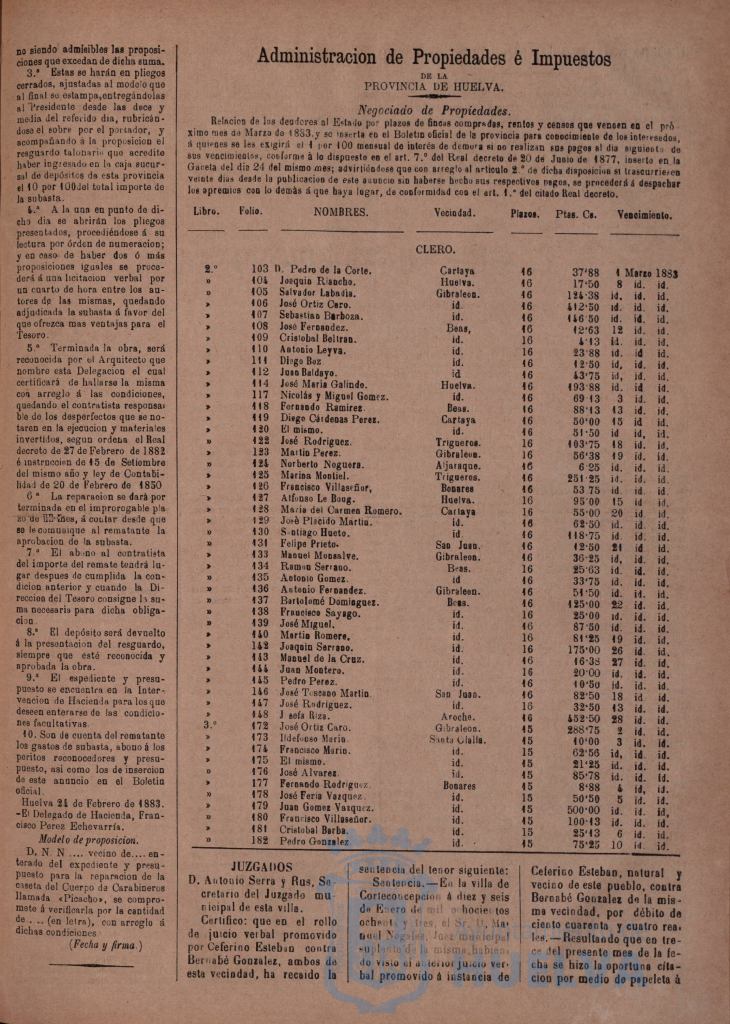 no siendo admisibles las proposi-
ciones que excedan de dicha suma.
3.ª Estas se harán en pliegos
cerrados, ajustadas al modelo que
al final se estampa, entregándolas
al Presidente desde las doce y
media del referido dia, rubricán-
dose el sobre por el portador, y
acompañando á la proposicion el
resguardo talonario que acredite
haber ingresado en la caja sucur-
sal de depósitos de esta provincia
el 10 por 100 del total importe de
la subasta.
4.ª A la una en punto de di-
cho dia se abrirán los pliegos
presentados, procediéndose á su
lectura por órden de numeracion;
y en caso de haber dos ó más
proposiciones iguales se proce-
derá á una licitacion verbal por
un cuarto de hora entre los au-
tores de las mismas, quedando
adjudicada la subasta á favor del
que ofrezca mas ventajas para el
Tesoro.
5.ª Terminada la obra, será
reconocida por el Arquitecto que
nombre esta Delegacion el cual
certificará de hallarse la misma
con arreglo á las condiciones,
quedando el contratista responsa-
ble de los desperfectos que se no-
taren en la ejecucion y materiales
invertidos, segun ordena el Real
decreto de 27 de Febrero de 1882
é instruccion de 15 de Setiembre
del mismo año y ley de Contabi-
lidad de 20 de Febrero de 1850
6ª La reparacion se dará por
terminada en el improrogable pla
zo de un mes, á contar desde que
se le comunique al rematante la
aprobacion de la subasta.
7.ª El abono al contratista
del importe del remate tendrá lu-
gar despues de cumplida la con-
dicion anterior y cuando la Di-
reccion del Tesoro consigne la su-
ma necesaria para dicha obliga-
cion.
8.ª El depósito será devuelto
á la presentacion del resguardo,
siempre que esté reconocida y
aprobada la obra.
9.ª El espediente y presu-
puesto se encuentra en la Inter-
vencion de Hacienda para los que
deseen enterarse de las condicio-
nes facultativas.
10. Son de cuenta del rematante
los gastos de subasta, abono á los
peritos reconocedores y presu-
puesto, asi como los de insercion
de este anuncio en el Boletin
oficial.
Huelva 21 de Febrero de 1883.
-El Delegado de Hacienda, Fran-
cisco Perez Echevarría.
Modelo de proposicion.
D. N. N .... vecino de.... en-
terado del expediente y presu-
puesto para la reparacion de la
caseta del Cuerpo de Carabineros
llamada «Picacho», se compro-
mete á verificarla por la cantidad
de .... (en letra), con arreglo á
dichas condiciones
(Fecha y firma.)
Administracion de Propiedades é Impuestos
DE LA
PROVINCIA DE HUELVA.
Negociado de Propiedades.
Relacion de los deudores al Estado por plazos de fincas compradas, rentos y censos que vencen en el pró-
ximo mes de Marzo de 1883 y se inserta en el Boletin oficial de la provincia para conocimiento de los interesados,
á quienes se les exigirá el 1 por 100 mensual de interés de demora si no realizan sus pagos al dia siguiente de
sus vencimientos, conforme á lo dispuesto en el art. 7.º del Real decreto de 20 de Junio de 1877, inserto en la
Gaceta del dia 24 del mismo mes; advirtiéndose que con arreglo al artículo 2.º de dicha disposicion si trascurriesen
veinte dias desde la publicacion de este anuncio sin haberse hecho sus respectivos pagos, se procederá á despachar
los apremios con lo demás á que haya lugar, de conformidad con el art. 1.º del citado Real decreto.
Libro. Folio. NOMBRES. Vecindad. Plazos. Ptas. Cs. Vencimiento.
CLERO.
2.º 103 D. Pedro de la Corte. Cartaya 16 37'88 1 Marzo 1883
» 104 Joaquin Riancho. Huelva. 16 17'50 8 id. id.
» 105 Salvador Labadia. Gibraleon. 16 124'38 id. id. id.
» 106 José Ortiz Caro. id. 16 412'50 id. id. id.
» 107 Sebastian Barboza. id. 16 146'50 id. id. id.
» 108 José Fernandez. Beas, 16 12'63 12 id. id.
» 109 Cristobal Beltran. id. 16 4'13 id. id. id.
» 110 Antonio Leyva. id. 16 23'88 id. id id.
» 111 Diego Boz id. 16 12'50 id, id. id.
» 112 Juan Baldayo. id 16 43'75 id, id. id.
» 114 José Maria Galindo. Huelva. 16 193'88 id. id. id.
» 117 Nicolás y Miguel Gomez. id. 16 69 13 3 id. id.
» 118 Fernando Ramirez. Beas. 16 88'13 13 id. id.
» 119 Diego Cárdenas Perez. Cartaya 16 50'00 15 id id.
» 120 El mismo. id. 16 51'50 id id. id.
» 122 José Rodriguez. Trigueros. 16 103'75 18 id. id.
» 123 Martin Perez. Gibraleon. 16 56'38 19 id. id.
» 124 Norberto Noguera. Aljaraque. 16 6'25 id. id. id.
» 125 Marina Montiel. Trigueros. 16 251'25 id. id. id.
» 126 Francisco Villaseñor, Bonares 16 53 75 id. id. id.
» 127 Alfonso Le Bong. Huelva. 16 95'00 15 id. id.
» 128 Maria del Carmen Romero. Cartaya 16 55'00 20 id. id.
» 129 José Placido Martin. id. 16 62'50 id. id. id.
» 130 Santiago Hueto. id. 16 118'75 id. id. id.
» 131 Felipe Prieto. San Juan. 16 12'50 21 id. id.
» 133 Manuel Monsalve. Gibraleon. 16 36'25 id, id. id.
» 134 Ramon Serrano. Beas. 16 25'63 id. id. id.
» 135 Antonio Gomez. id 16 33'75 id. id. id.
» 136 Antonio Fernandez. Gibraleon. 16 51'50 id. id. id.
» 137 Bartolomé Dominguez. Beas. 16 125'00 22 id. id.
» 138 Francisco Sayago. id. 16 25'00 id. id. id.
» 139 José Miguel. id. 16 87'50 id. id. id.
» 140 Martin Romero. id. 16 81'25 19 id. id.
» 142 Joaquin Serrano. id. 16 175'00 26 id. id.
» 143 Manuel de la Cruz. id. 16 16'38 27 id. id.
» 144 Juan Montero. id. 16 20'00 id. id. id.
» 145 Pedro Perez. id. 16 10'50 id. id. id.
» 146 José Toscano Martin. San Juan. 16 82'50 18 id. id.
» 147 José Rodriguez. id 16 32'50 13 id. id.
» 148 Josefa Riza. Aroche. 16 452'50 28 id. id.
3.º 172 José Ortiz Caro. Gibraleon. 15 288'75 2 id. id.
» 173 Ildefonso Marin. Santa Olalla. 15 10'00 3 id. id.
» 174 Francisco Marin. id. 15 62'56 id, id. id.
» 175 El mismo. id. 15 21'25 id. id. id.
» 176 José Alvarez. id. 15 85'78 id. id. id.
» 177 Fernando Rodriguez. Bonares 15 8'88 4 id, id.
» 178 José Feria Vazquez. id. 15 50'50 5 id. id.
» 179 Juan Gomez Vazquez. id. 15 500'00 id. id. id.
» 180 Francisco Villaseñor. id. 15 100'13 id. id. id.
» 181 Cristobal Barba. id. 15 25'13 6 id. id.
» 182 Pedro Gonzalez id. 15 75'25 10 id. id.
JUZGADOS
D. Antonio Serra y Rus, Se-
cretario del Juzgado mu-
nicipal de esta villa.
Certifico: que en el rollo
de juicio verbal promovido
por Ceferino Esteban contra
Bernabé Gonzalez, ambos de
esta vecindad, ha recaido la
sentencia del tenor siguiente:
Sentencia.—En la villa de
Corteconcepcion á diez y seis
de Enero de mil ochocientos
ochenta y tres, el Sr. D. Ma-
nuel Nogales, Juez municipal
suplente de la misma, habien-
do visto el anterior juicio ver-
bal promovido á instancia de
Ceferino Esteban, natural y
vecino de este pueblo, contra
Bernabé Gonzalez de la mis-
ma vecindad, por débito de
ciento cuarenta y cuatro rea-
les.—Resultando que en tre-
ce del presente mes de la fe-
cha se hizo la oportuna cita-
cion por medio de papeleta á